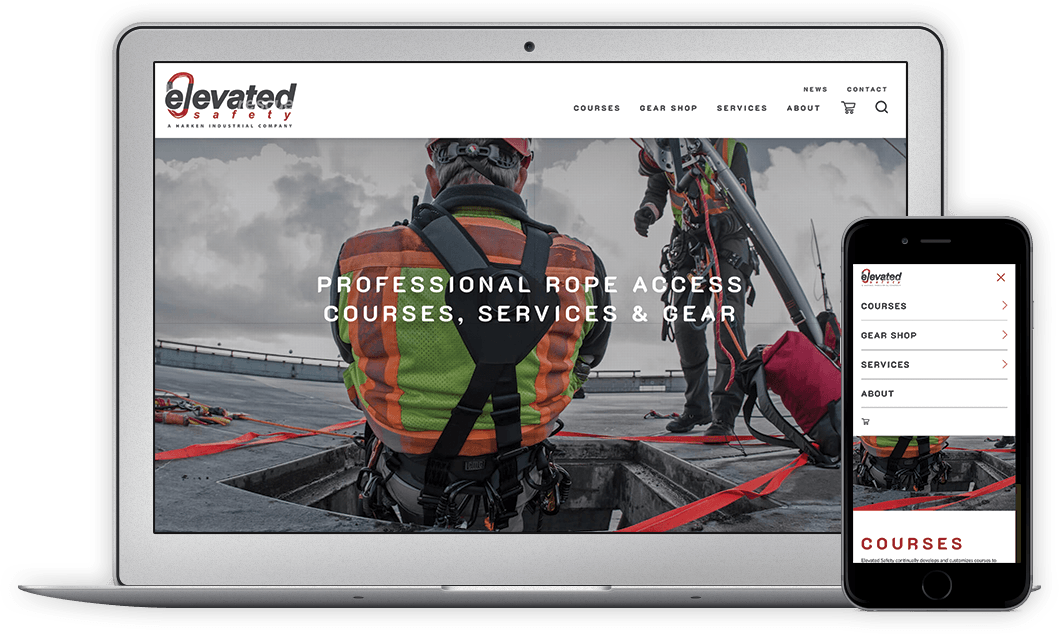 elevated
safety
A HARKEN INDUSTRIAL COMPANY
NEWS CONTACT
COURSES GEAR SHOP SERVICES ABOUT
PROFESSIONAL ROPE ACCESS
COURSES, SERVICES & GEAR
elevated
safety
COURSES
GEAR SHOP
SERVICES
ABOUT
COURSES
Elevated Safety continually develops and customizes courses to